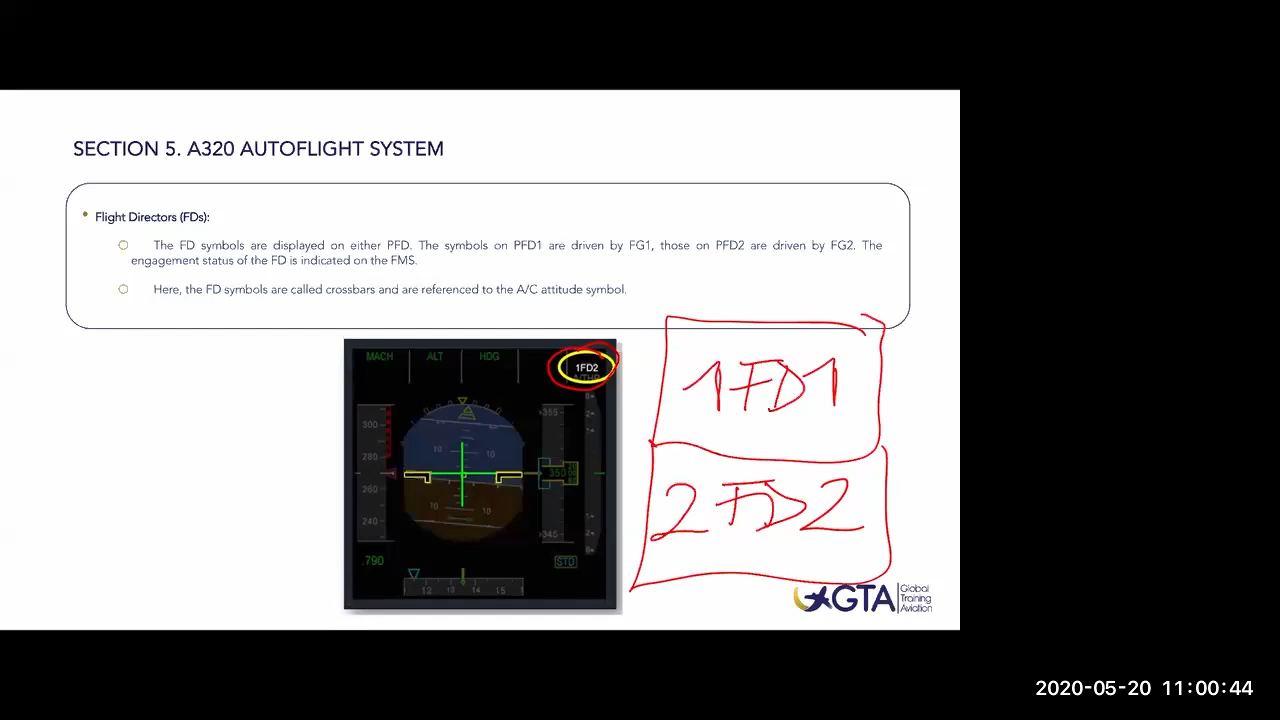 SECTION 5. A320 AUTOFLIGHT SYSTEM
Flight Directors (FDs):
The FD symbols are displayed on either PFD. The symbols on PFD1 are driven by FG1, those on PFD2 are driven by FG2. The
engagement status of the FD is indicated on the FMS.
Here, the FD symbols are called crossbars and are referenced to the A/C attitude symbol.
MACH ALT HDG 1FD2
A/THR
300
280
260
240
10 10
10 10
355
350
345
.790
STD
12 13 14 15 1
1FD1
2FD2
GTA Global
Training
Aviation
2020-05-20 11:00:44